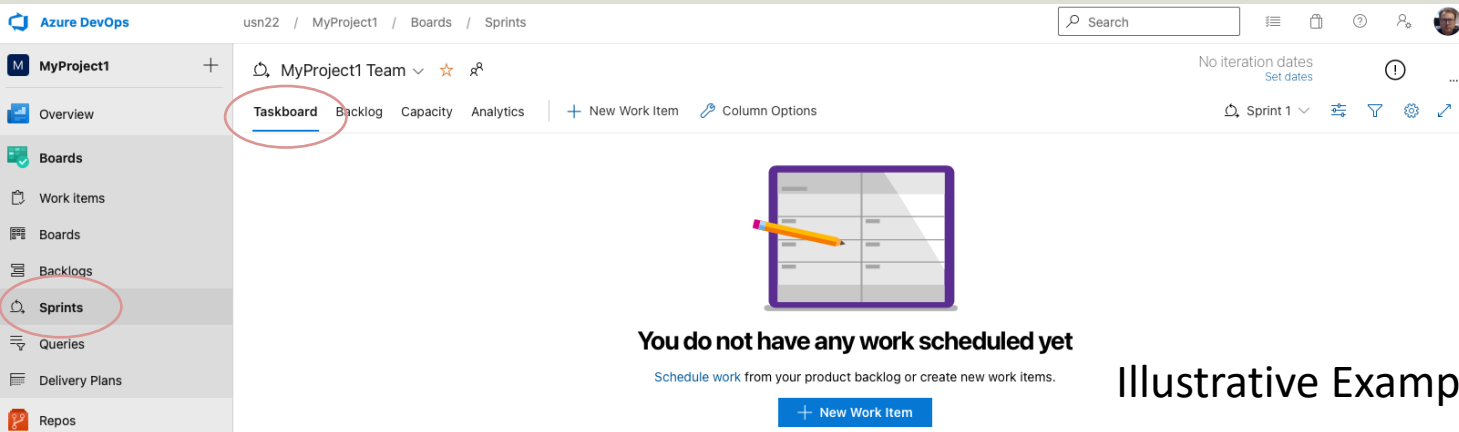 Azure DevOps
usn22 / MyProject1 / Boards / Sprints
Search
M MyProject1
MyProject1 Team
No iteration dates
Set dates
Overview
Taskboard Backlog Capacity Analytics + New Work Item Column Options
Sprint 1
Boards
Work items
Boards
Backlogs
Sprints
Queries
Delivery Plans
Repos
You do not have any work scheduled yet
Schedule work from your product backlog or create new work items.
+ New Work Item
Illustrative Examp